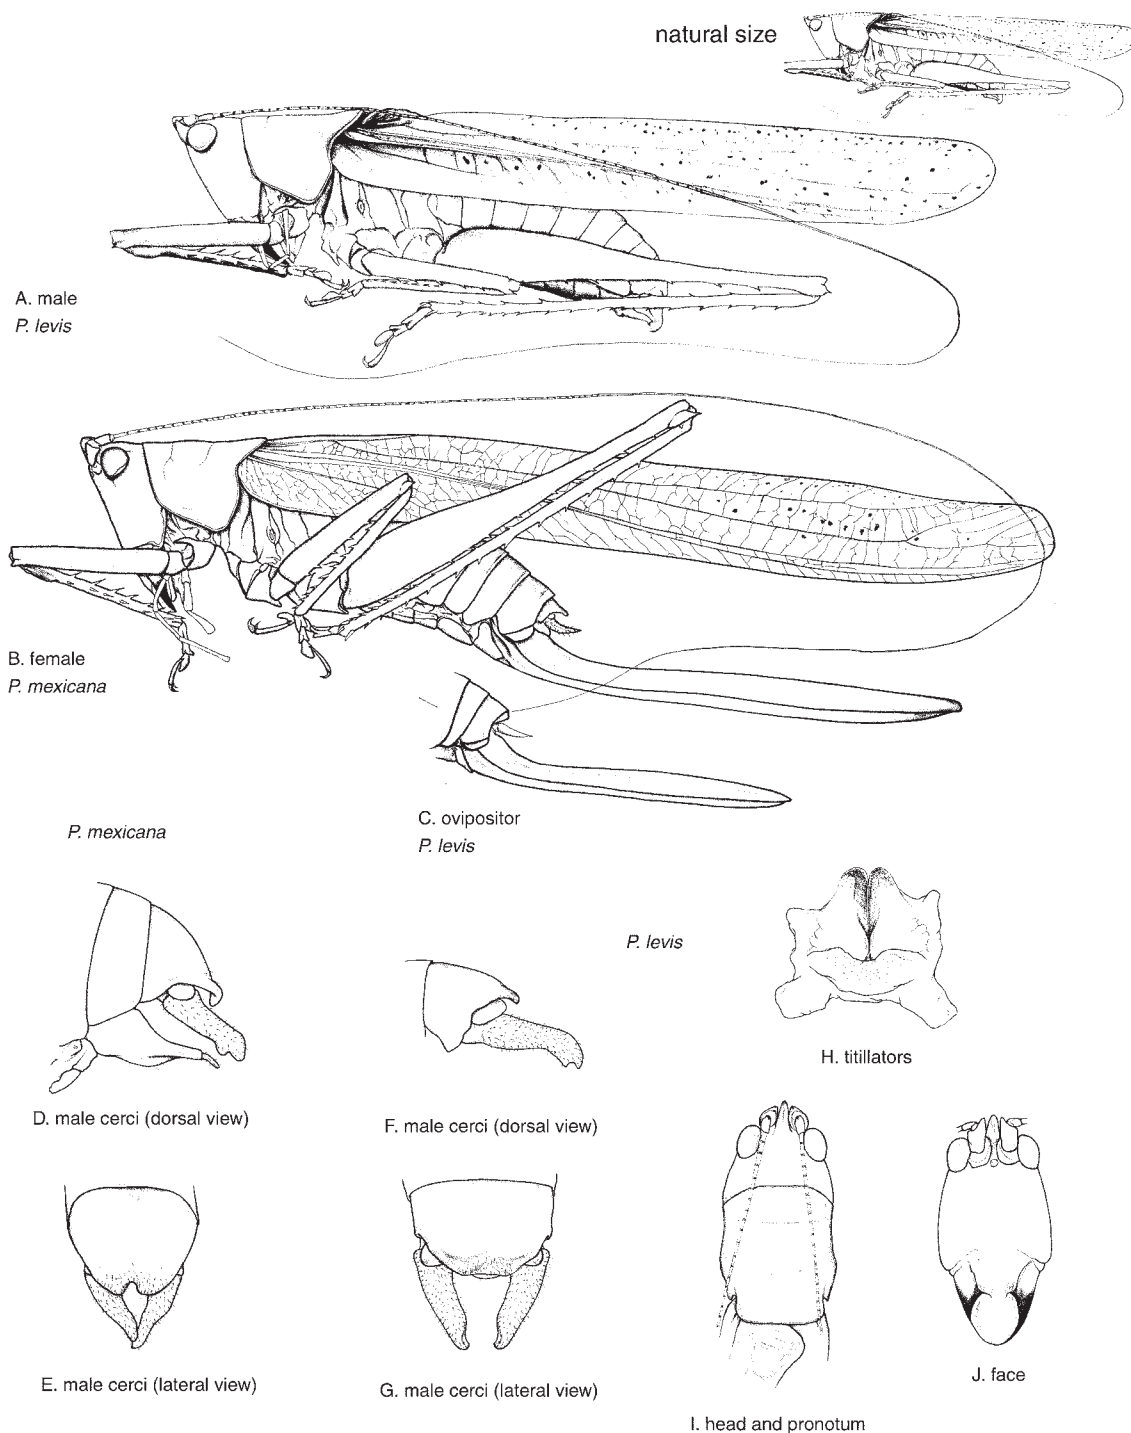 natural size
A. male
P. levis
B. female
P. mexicana
C. ovipositor
P. levis
P. mexicana
P. levis
H. titillators
D. male cerci (dorsal view)
F. male cerci (dorsal view)
E. male cerci (lateral view)
G. male cerci (lateral view)
J. face
I. head and pronotum